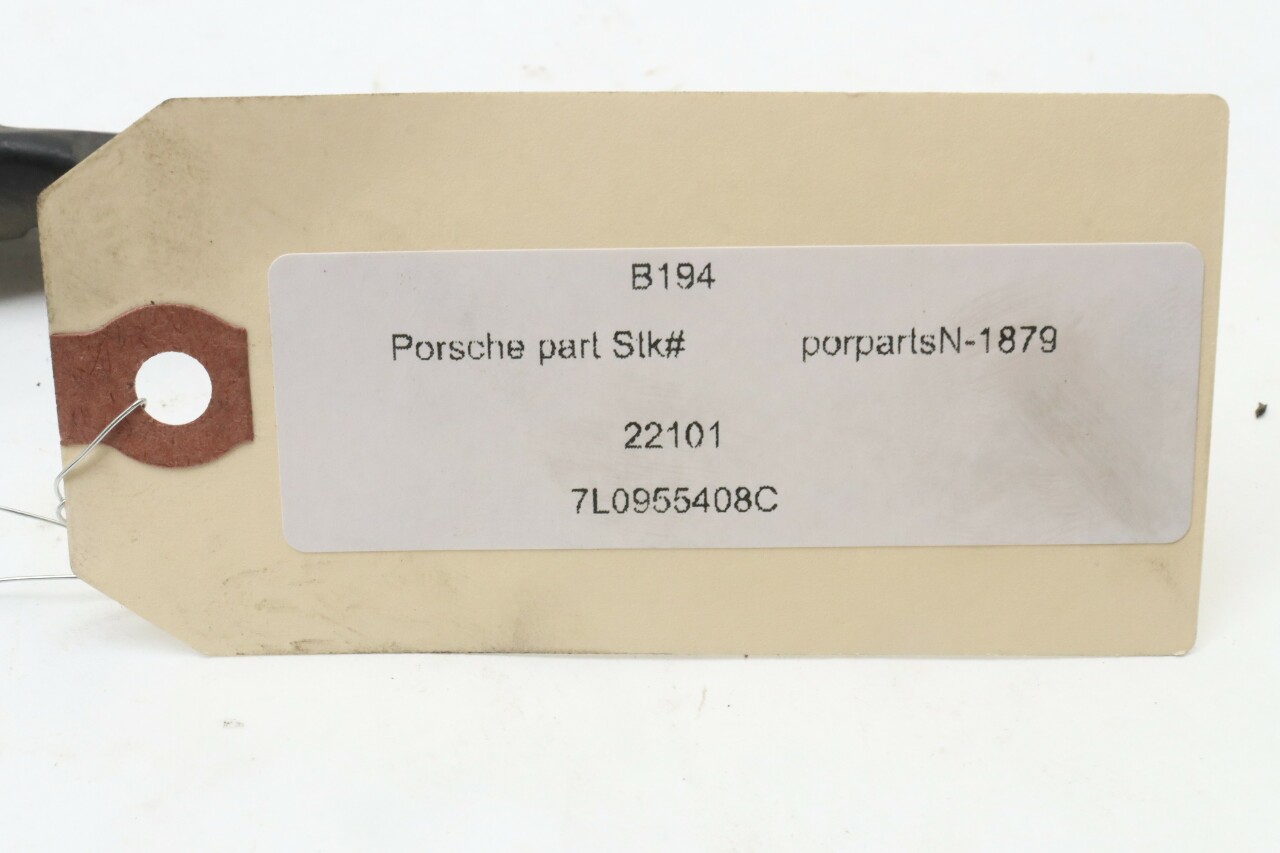 B194
Porsche part Stk# porpartsN-1879
22101
7L0955408C